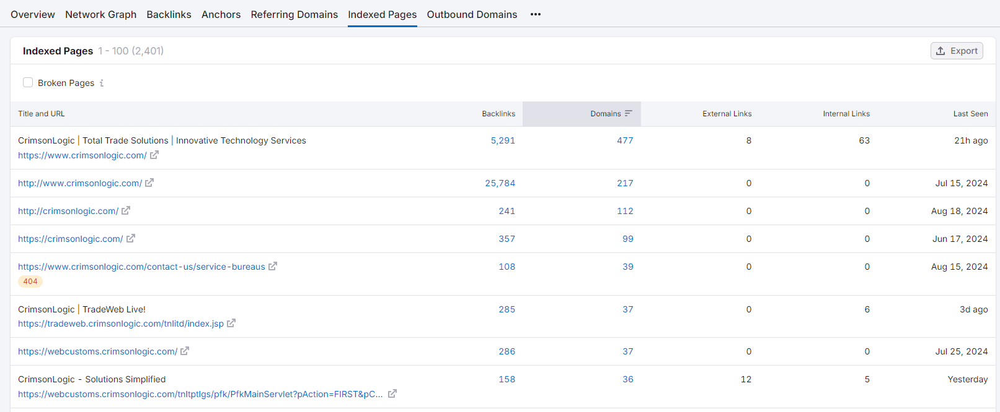 Overview Network Graph Backlinks Anchors Referring Domains Indexed Pages Outbound Domains •••
Indexed Pages 1 - 100 (2,401) Export
Broken Pages i
Title and URL Backlinks Domains External Links Internal Links Last Seen
CrimsonLogic | Total Trade Solutions | Innovative Technology Services 5,291 477 8 63 21h ago
https://www.crimsonlogic.com/
http://www.crimsonlogic.com/ 25,784 217 0 0 Jul 15, 2024
http://crimsonlogic.com/ 241 112 0 0 Aug 18, 2024
https://crimsonlogic.com/ 357 99 0 0 Jun 17, 2024
https://www.crimsonlogic.com/contact-us/service-bureaus 108 39 0 0 Aug 15, 2024
404
CrimsonLogic | TradeWeb Live! 285 37 0 6 3d ago
https://tradeweb.crimsonlogic.com/tnlitd/index.jsp
https://webcustoms.crimsonlogic.com/ 286 37 0 0 Jul 25, 2024
CrimsonLogic - Solutions Simplified 158 36 12 5 Yesterday
https://webcustoms.crimsonlogic.com/tnltptlgs/pfk/PfkMainServlet?pAction=FIRST&pC...